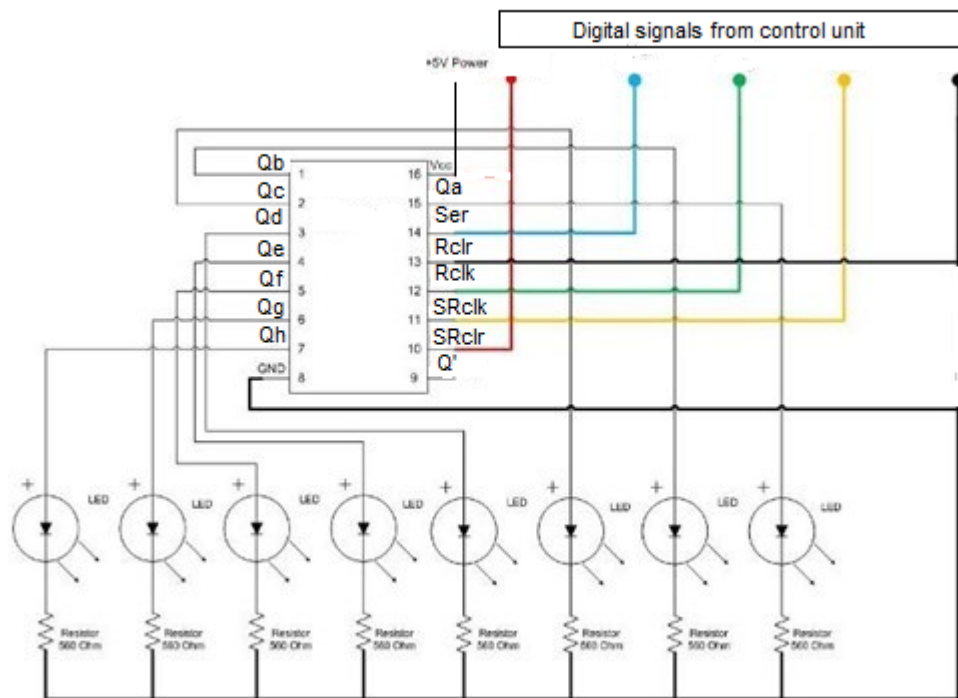 Digital signals from control unit
+5V Power
Qb
Qc
Qd
Qe
Qf
Qg
Qh
GND
1
2
3
4
5
6
7
8
16
15
14
13
12
11
10
9
Vcc
Qa
Ser
Rclr
Rclk
SRclk
SRclr
Q'
+ LED
+ LED
+ LED
+ LED
+ LED
+ LED
+ LED
+ LED
Resistor
560 Ohm
Resistor
560 Ohm
Resistor
560 Ohm
Resistor
560 Ohm
Resistor
560 Ohm
Resistor
560 Ohm
Resistor
560 Ohm
Resistor
560 Ohm